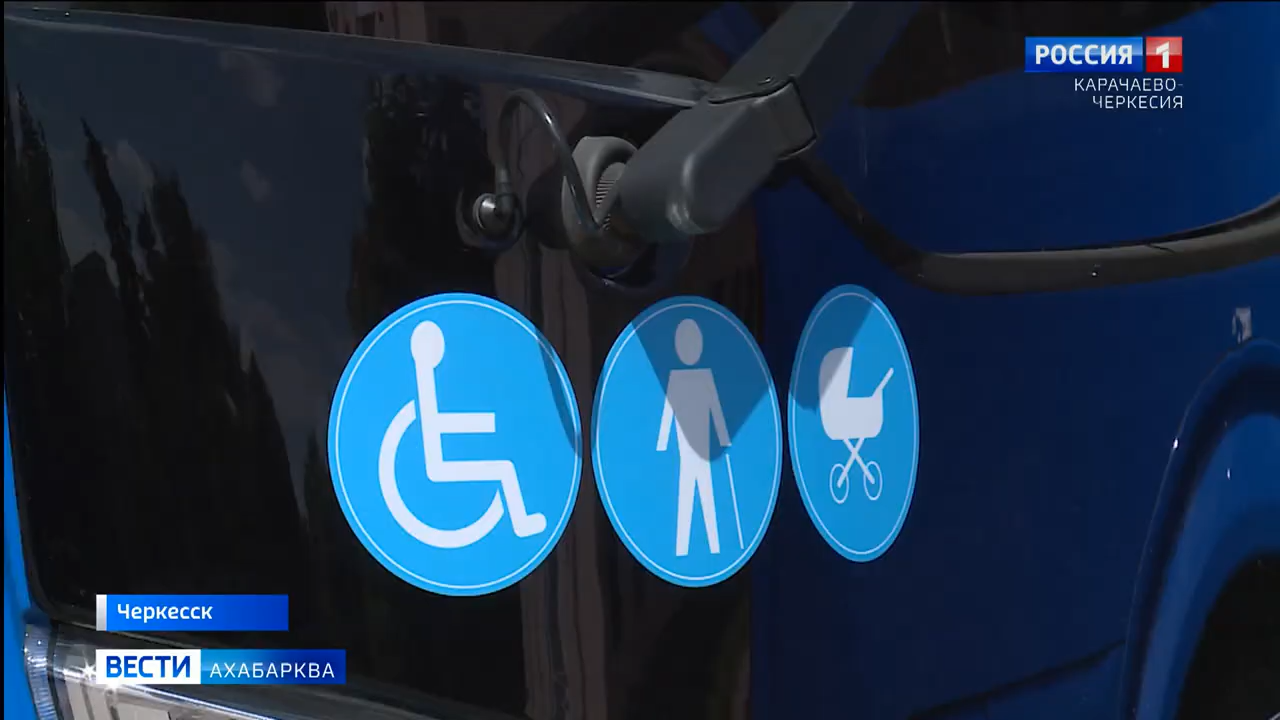 РОССИЯ 1
КАРАЧАЕВО-
ЧЕРКЕСИЯ
Черкесск
ВЕСТИ АХАБАРКВА